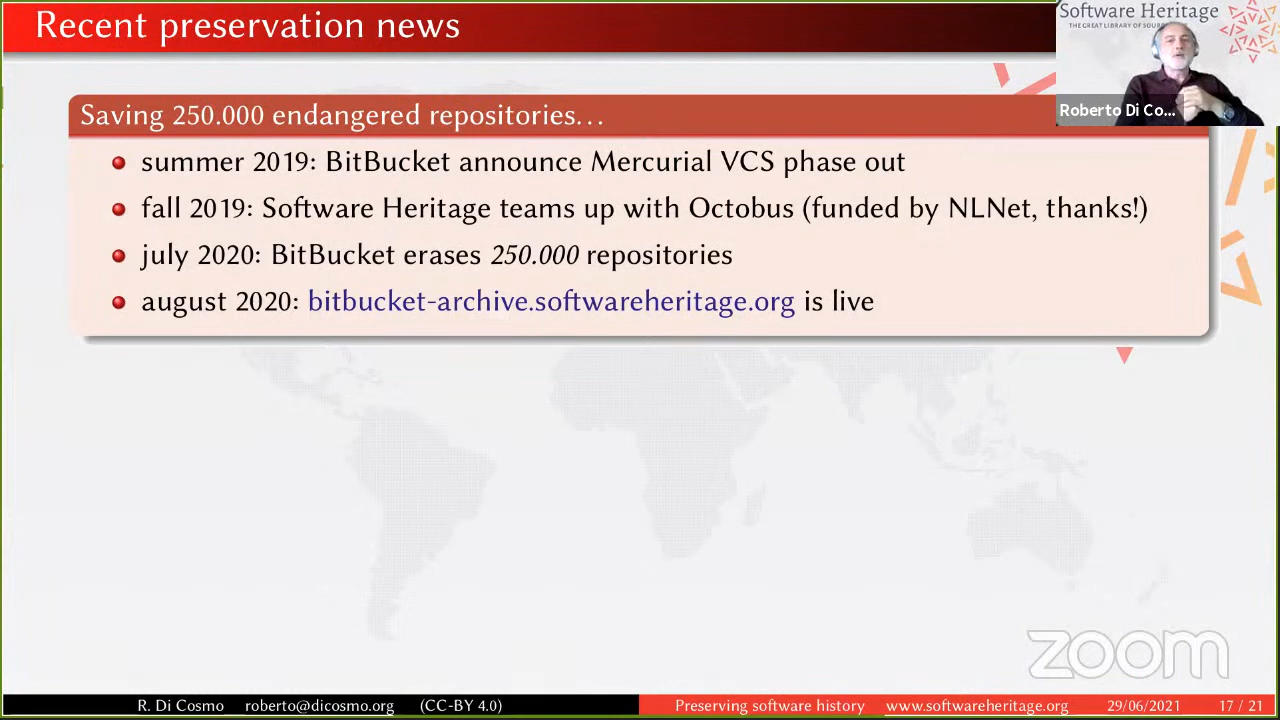 Recent preservation news
Software Heritage
THE GREAT LIBRARY OF SOUR
Roberto Di Co...
Saving 250.000 endangered repositories...
summer 2019: BitBucket announce Mercurial VCS phase out
fall 2019: Software Heritage teams up with Octobus (funded by NLNet, thanks!)
july 2020: BitBucket erases 250.000 repositories
august 2020: bitbucket-archive.softwareheritage.org is live
zoom
R. Di Cosmo roberto@dicosmo.org (CC-BY 4.0) Preserving software history www.softwareheritage.org 29/06/2021 17 / 21